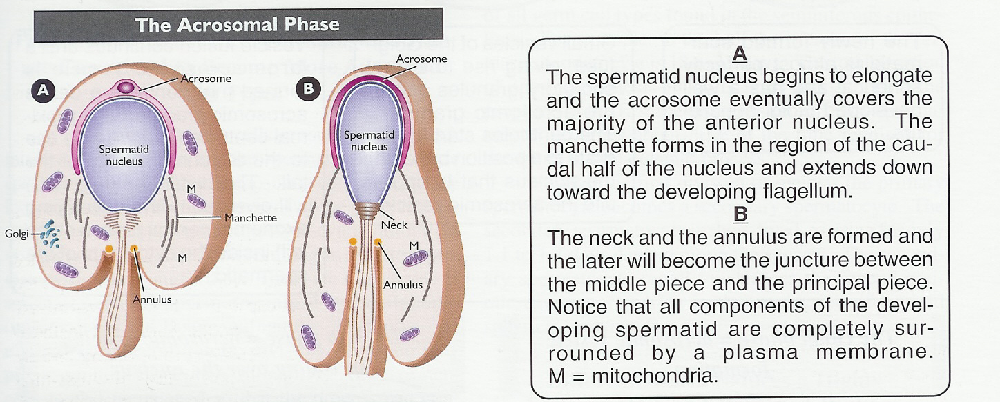 The Acrosomal Phase
A
Acrosome
Spermatid
nucleus
M
Manchette
Golgi
M
Annulus
B
Acrosome
Spermatid
nucleus
Neck
M
Annulus
A
The spermatid nucleus begins to elongate
and the acrosome eventually covers the
majority of the anterior nucleus. The
manchette forms in the region of the cau-
dal half of the nucleus and extends down
toward the developing flagellum.
B
The neck and the annulus are formed and
the later will become the juncture between
the middle piece and the principal piece.
Notice that all components of the devel-
oping spermatid are completely sur-
rounded by a plasma membrane.
M = mitochondria.